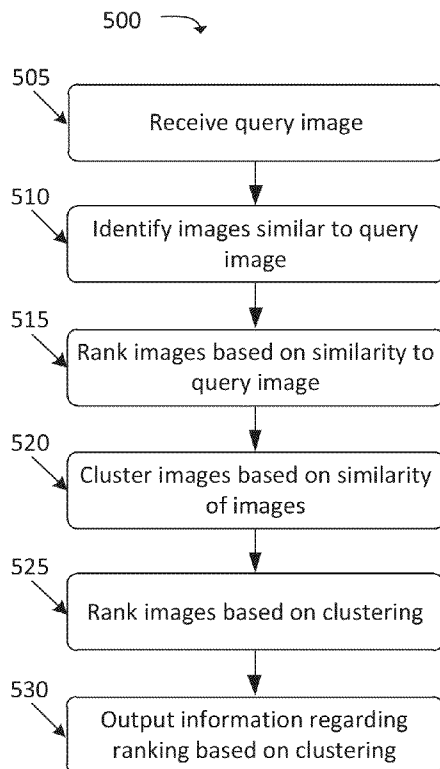 500
505
Receive query image
510
Identify images similar to query
image
515
Rank images based on similarity to
query image
520
Cluster images based on similarity
of images
525
Rank images based on clustering
530
Output information regarding
ranking based on clustering